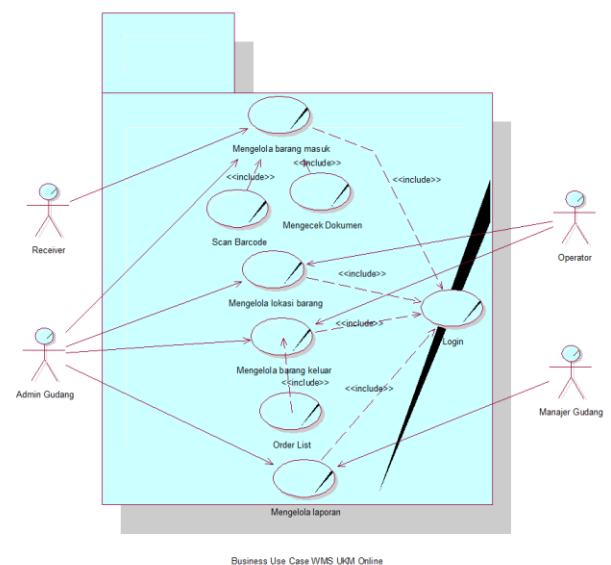 Mengelola barang masuk
<<include>>
<<include>>
<<include>>
Scan Barcode
Mengecek Dokumen
Receiver
Operator
<<include>>
Mengelola lokasi barang
<<include>>
Login
Mengelola barang keluar
<<include>>
<<include>>
Admin Gudang
Manajer Gudang
Order List
Mengelola laporan
Business Use Case WMS UKM Online